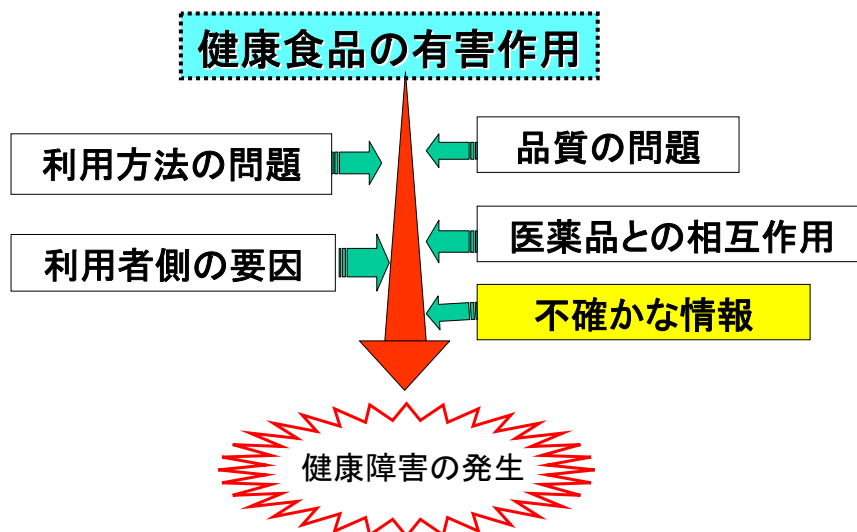 健康食品の有害作用
利用方法の問題
品質の問題
利用者側の要因
医薬品との相互作用
不確かな情報
健康障害の発生